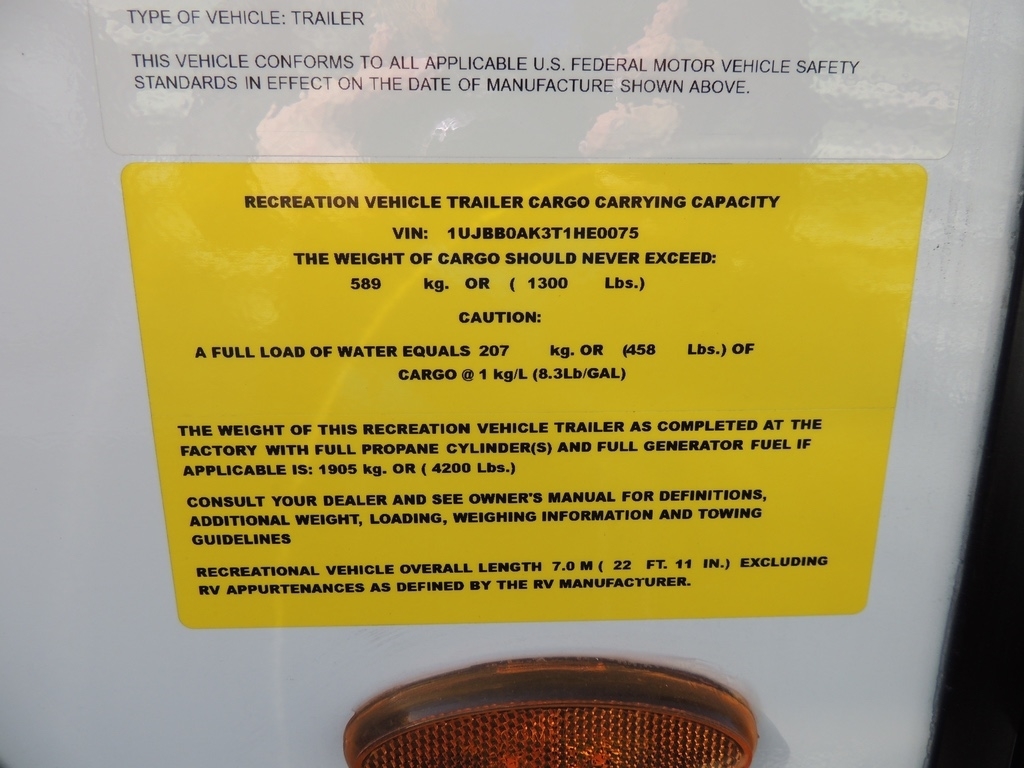 TYPE OF VEHICLE: TRAILER
THIS VEHICLE CONFORMS TO ALL APPLICABLE U.S. FEDERAL MOTOR VEHICLE SAFETY
STANDARDS IN EFFECT ON THE DATE OF MANUFACTURE SHOWN ABOVE.
RECREATION VEHICLE TRAILER CARGO CARRYING CAPACITY
VIN: 1UJBB0AK3T1HE0075
THE WEIGHT OF CARGO SHOULD NEVER EXCEED:
589 kg. OR ( 1300 Lbs.)
CAUTION:
A FULL LOAD OF WATER EQUALS 207 kg. OR (458 Lbs.) OF
CARGO @ 1 kg/L (8.3Lb/GAL)
THE WEIGHT OF THIS RECREATION VEHICLE TRAILER AS COMPLETED AT THE
FACTORY WITH FULL PROPANE CYLINDER(S) AND FULL GENERATOR FUEL IF
APPLICABLE IS: 1905 kg. OR ( 4200 Lbs.)
CONSULT YOUR DEALER AND SEE OWNER'S MANUAL FOR DEFINITIONS,
ADDITIONAL WEIGHT, LOADING, WEIGHING INFORMATION AND TOWING
GUIDELINES
RECREATIONAL VEHICLE OVERALL LENGTH 7.0 M ( 22 FT. 11 IN.) EXCLUDING
RV APPURTENANCES AS DEFINED BY THE RV MANUFACTURER.